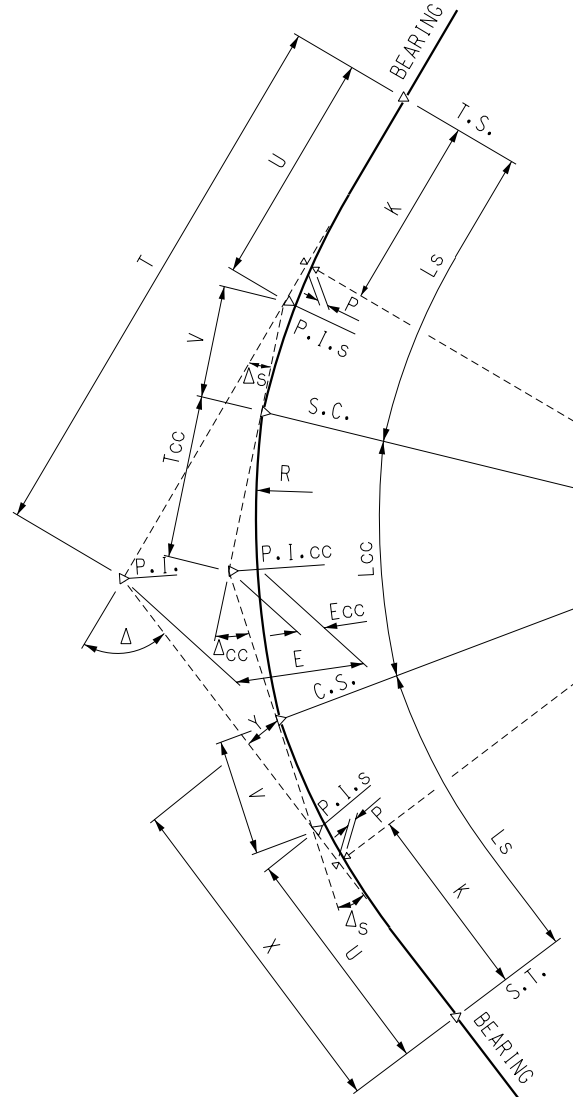 BEARING
T.S.
U
K
T
Ls
P
P.I.s
V
Δs
S.C.
Tcc
R
P.I.
P.I.cc
Lcc
Ecc
Δ
Δcc
E
C.S.
Y
V
P.I.s
P
Ls
K
Δs
X
U
S.T.
BEARING